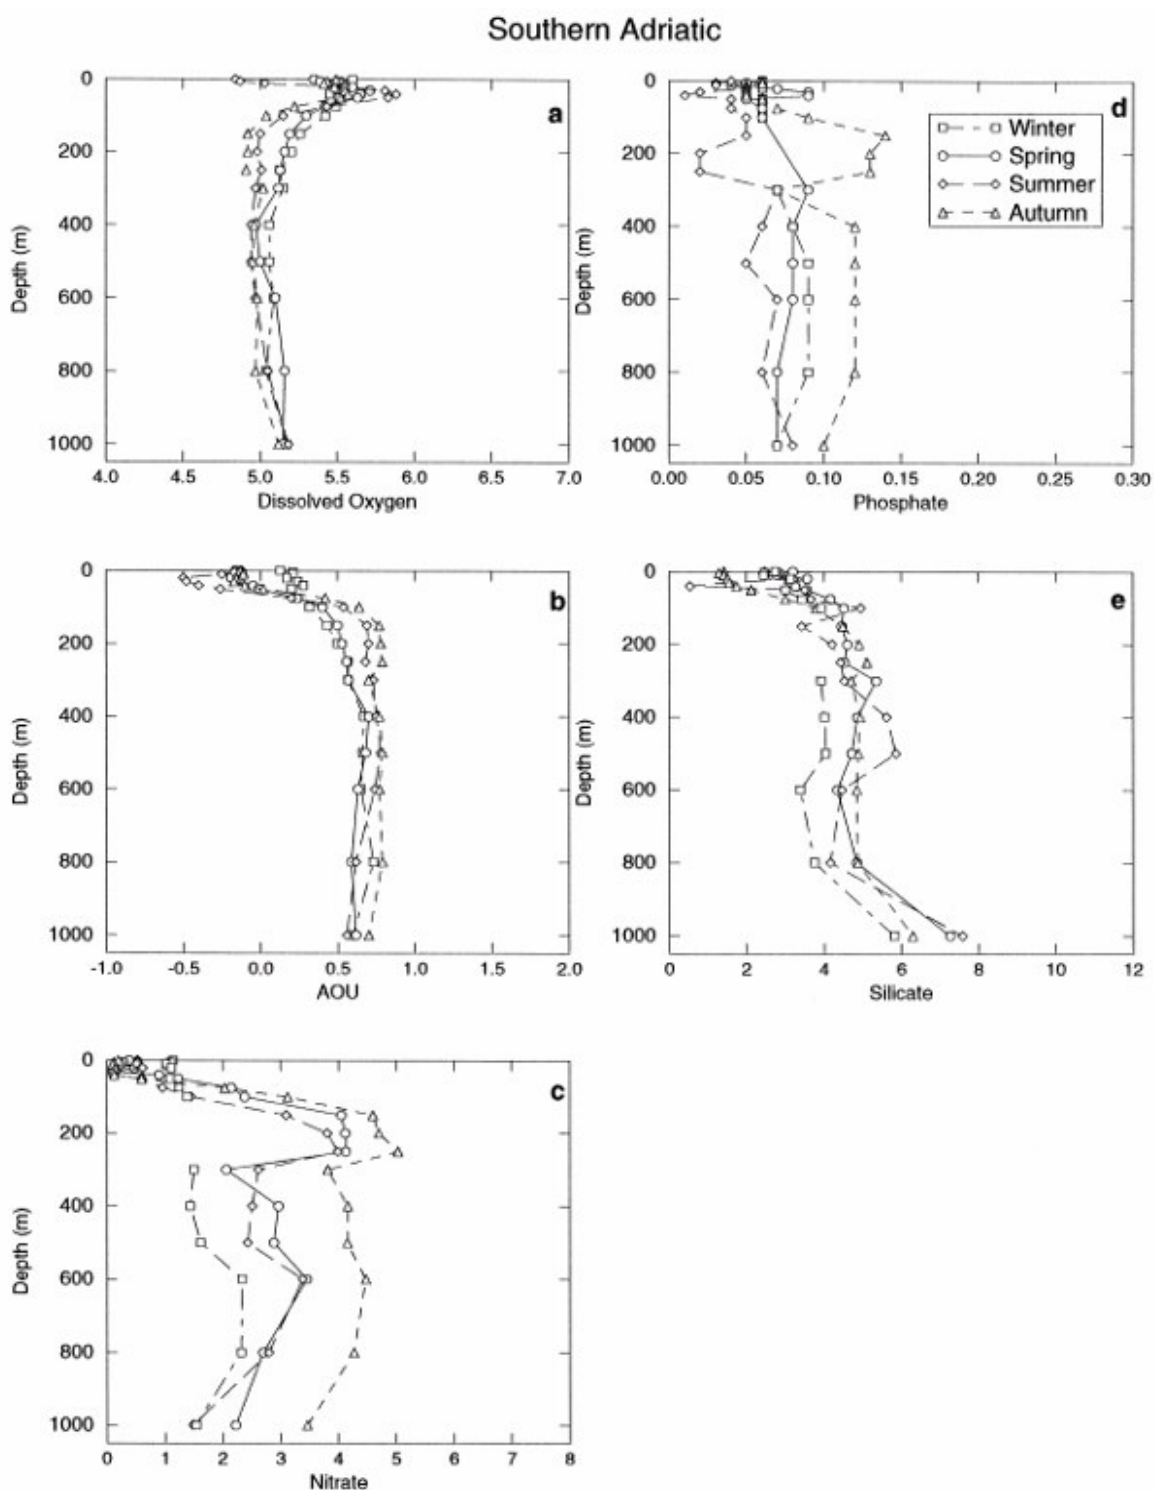 Southern Adriatic
0
200
400
600
800
1000
Depth (m)
4.0 4.5 5.0 5.5 6.0 6.5 7.0
Dissolved Oxygen
a
0
200
400
600
800
1000
Depth (m)
0.00 0.05 0.10 0.15 0.20 0.25 0.30
Phosphate
d
Winter
Spring
Summer
Autumn
0
200
400
600
800
1000
Depth (m)
-1.0 -0.5 0.0 0.5 1.0 1.5 2.0
AOU
b
0
200
400
600
800
1000
Depth (m)
0 2 4 6 8 10 12
Silicate
e
0
200
400
600
800
1000
Depth (m)
0 1 2 3 4 5 6 7 8
Nitrate
c